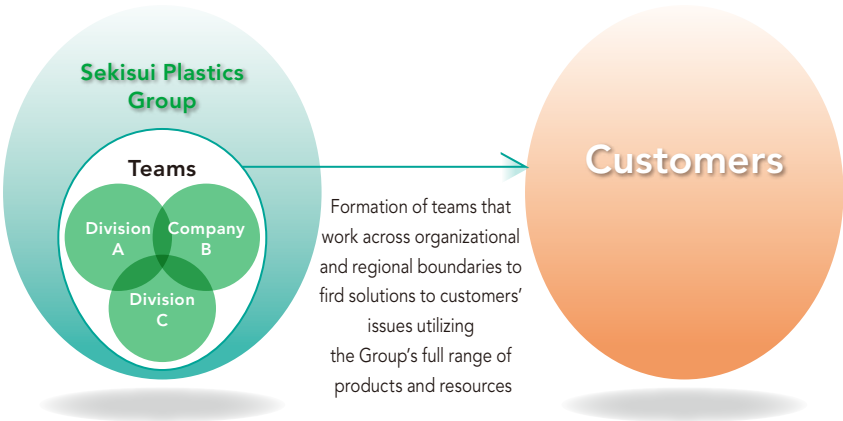 Sekisui Plastics
Group
Teams
Division
A
Company
B
Division
C
Formation of teams that
work across organizational
and regional boundaries to
fird solutions to customers’
issues utilizing
the Group’s full range of
products and resources
Customers